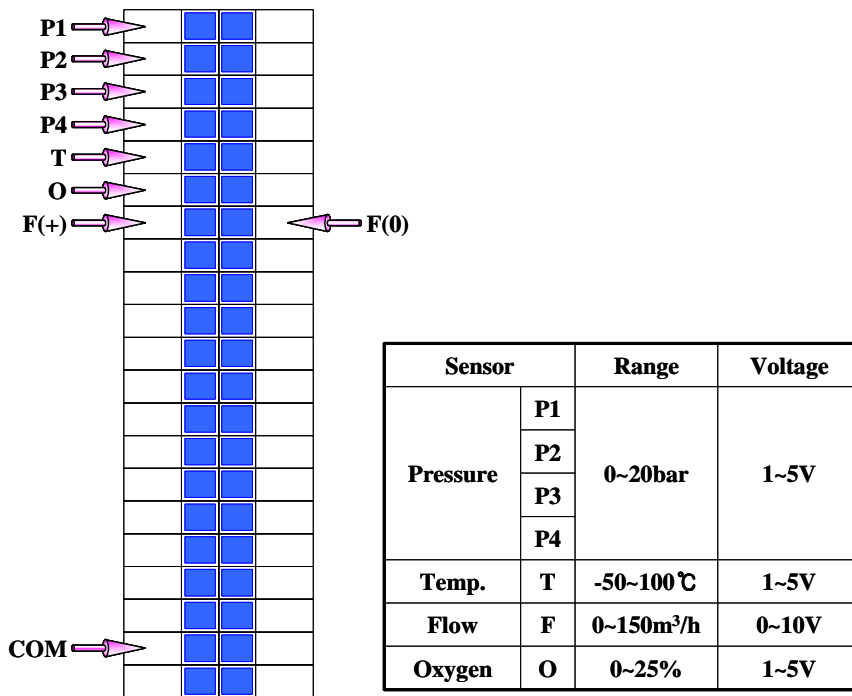 P1
P2
P3
P4
T
O
F(+) F(0)
COM
Sensor Range Voltage
Pressure P1 0~20bar 1~5V
P2
P3
P4
Temp. T -50~100℃ 1~5V
Flow F 0~150m³/h 0~10V
Oxygen O 0~25% 1~5V